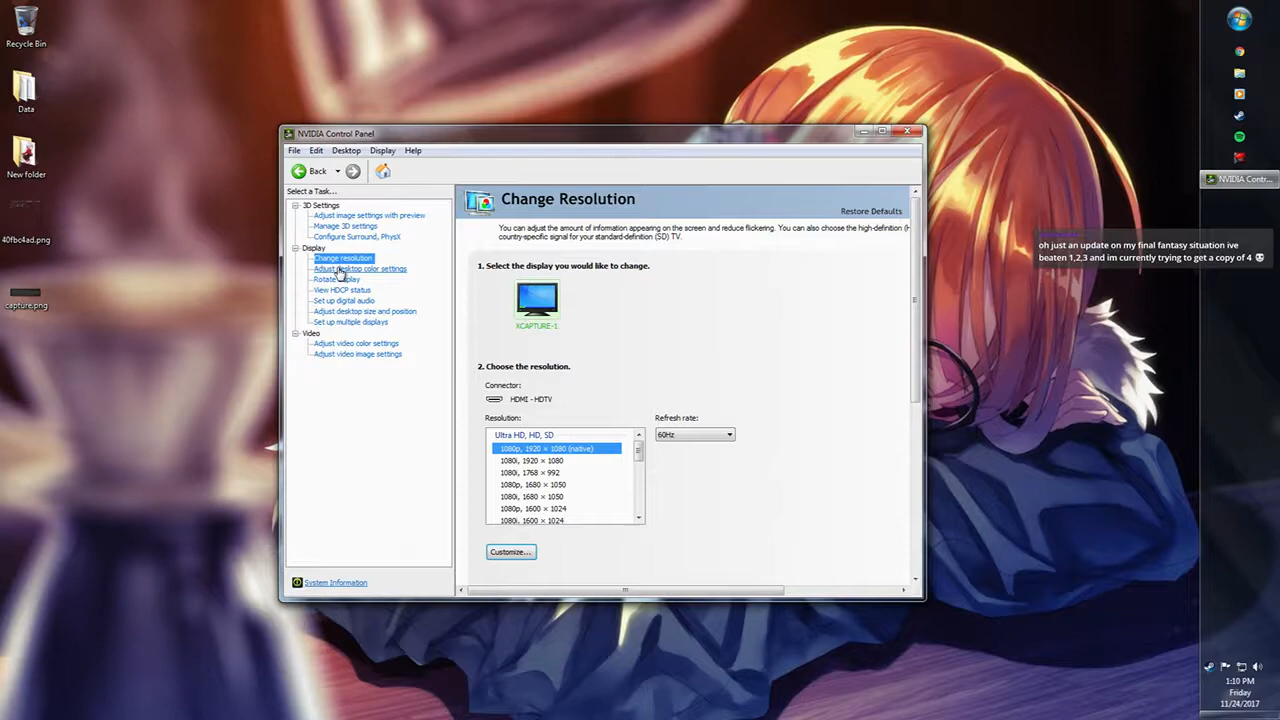 Recycle Bin
Data
New folder
40fbc4ad.png
capture.png
NVIDIA Control Panel
File Edit Desktop Display Help
Back
Select a Task...
3D Settings
Adjust image settings with preview
Manage 3D settings
Configure Surround, PhysX
Display
Change resolution
Adjust desktop color settings
Rotate display
View HDCP status
Set up digital audio
Adjust desktop size and position
Set up multiple displays
Video
Adjust video color settings
Adjust video image settings
System Information
Change Resolution
Restore Defaults
You can adjust the amount of information appearing on the screen and reduce flickering. You can also choose the high-definition (H
country-specific signal for your standard-definition (SD) TV.
1. Select the display you would like to change.
XCAPTURE-1
2. Choose the resolution.
Connector:
HDMI - HDTV
Resolution:
Refresh rate:
Ultra HD, HD, SD
60Hz
1080p, 1920 × 1080 (native)
1080i, 1920 × 1080
1080i, 1768 × 992
1080p, 1680 × 1050
1080i, 1680 × 1050
1080p, 1600 × 1024
1080i, 1600 × 1024
Customize...
NVIDIA Contr...
oh just an update on my final fantasy situation ive
beaten 1,2,3 and im currently trying to get a copy of 4
1:10 PM
Friday
11/24/2017